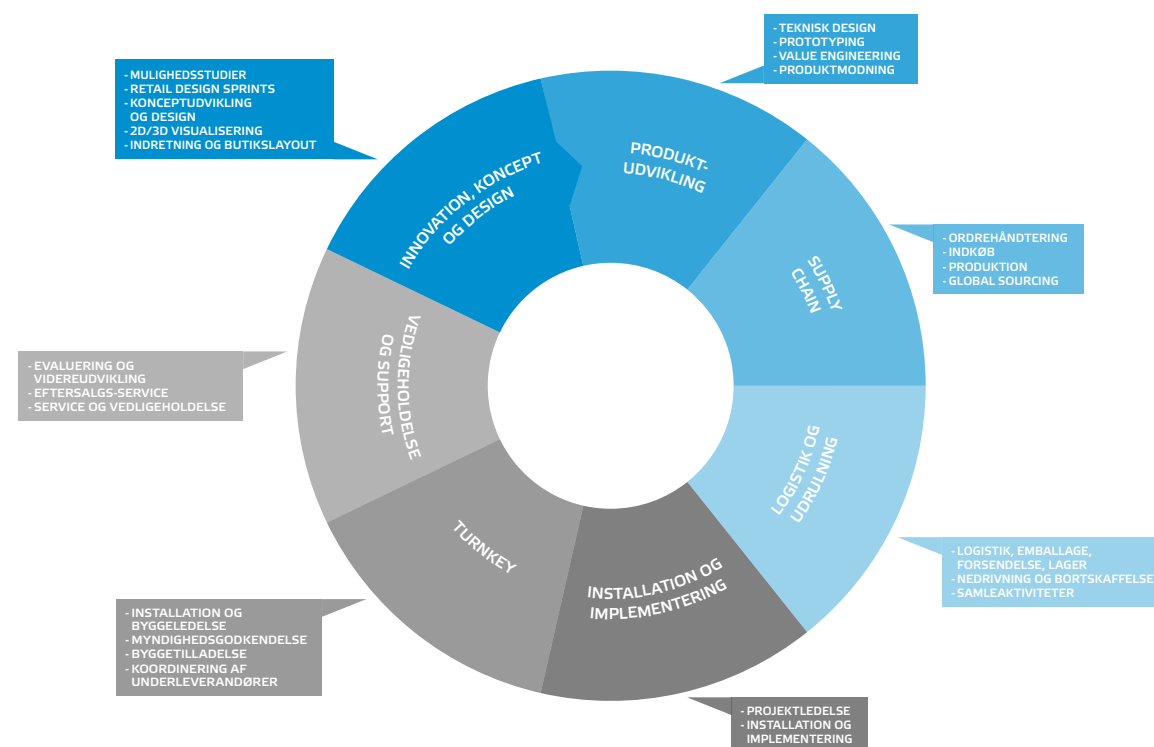 - MULIGHEDSSTUDIER
- RETAIL DESIGN SPRINTS
- KONCEPTUDVIKLING
OG DESIGN
- 2D/3D VISUALISERING
- INDRETNING OG BUTIKSLAYOUT
INNOVATION, KONCEPT
OG DESIGN
- TEKNISK DESIGN
- PROTOTYPING
- VALUE ENGINEERING
- PRODUKTMODNING
PRODUKT-
UDVIKLING
- ORDREHÅNDTERING
- INDKØB
- PRODUKTION
- GLOBAL SOURCING
SUPPLY
CHAIN
- LOGISTIK, EMBALLAGE,
FORSENDELSE, LAGER
- NEDRIVNING OG BORTSKAFFELSE
- SAMLEAKTIVITETER
LOGISTIK OG
UDRULNING
- PROJEKTLEDELSE
- INSTALLATION OG
IMPLEMENTERING
INSTALLATION OG
IMPLEMENTERING
- INSTALLATION OG
BYGGELEDELSE
- MYNDIGHEDSGODKENDELSE
- BYGGETILLADELSE
- KOORDINERING AF
UNDERLEVERANDØRER
TURNKEY
- EVALUERING OG
VIDEREUDVIKLING
- EFTERSALGS-SERVICE
- SERVICE OG VEDLIGEHOLDELSE
VEDLIGEHOLDELSE
OG SUPPORT